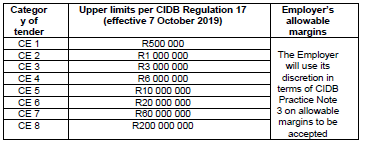 Categor Upper limits per CIDB Regulation 17 Employer's
y of (effective 7 October 2019) allowable
tender margins
CE 1 R500 000
CE 2 R1 000 000 The Employer
CE 3 R3 000 000 will use its
CE 4 R6 000 000 discretion in
CE 5 R10 000 000 terms of CIDB
CE 6 R20 000 000 Practice Note
CE 7 R60 000 000 3 on allowable
CE 8 R200 000 000 margins to be
accepted